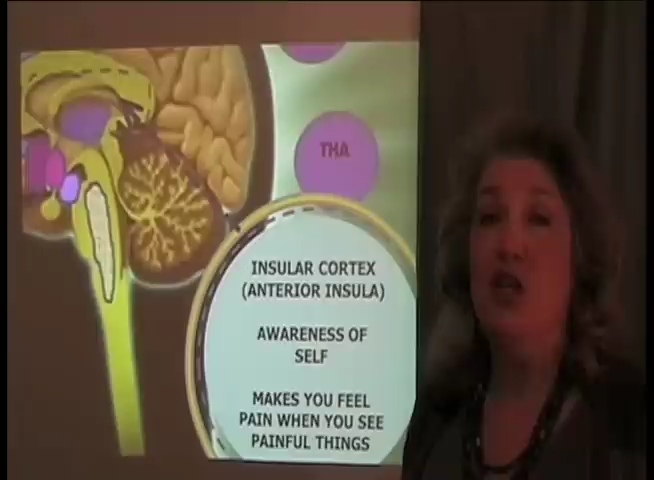 THA
INSULAR CORTEX
(ANTERIOR INSULA)
AWARENESS OF
SELF
MAKES YOU FEEL
PAIN WHEN YOU SEE
PAINFUL THINGS